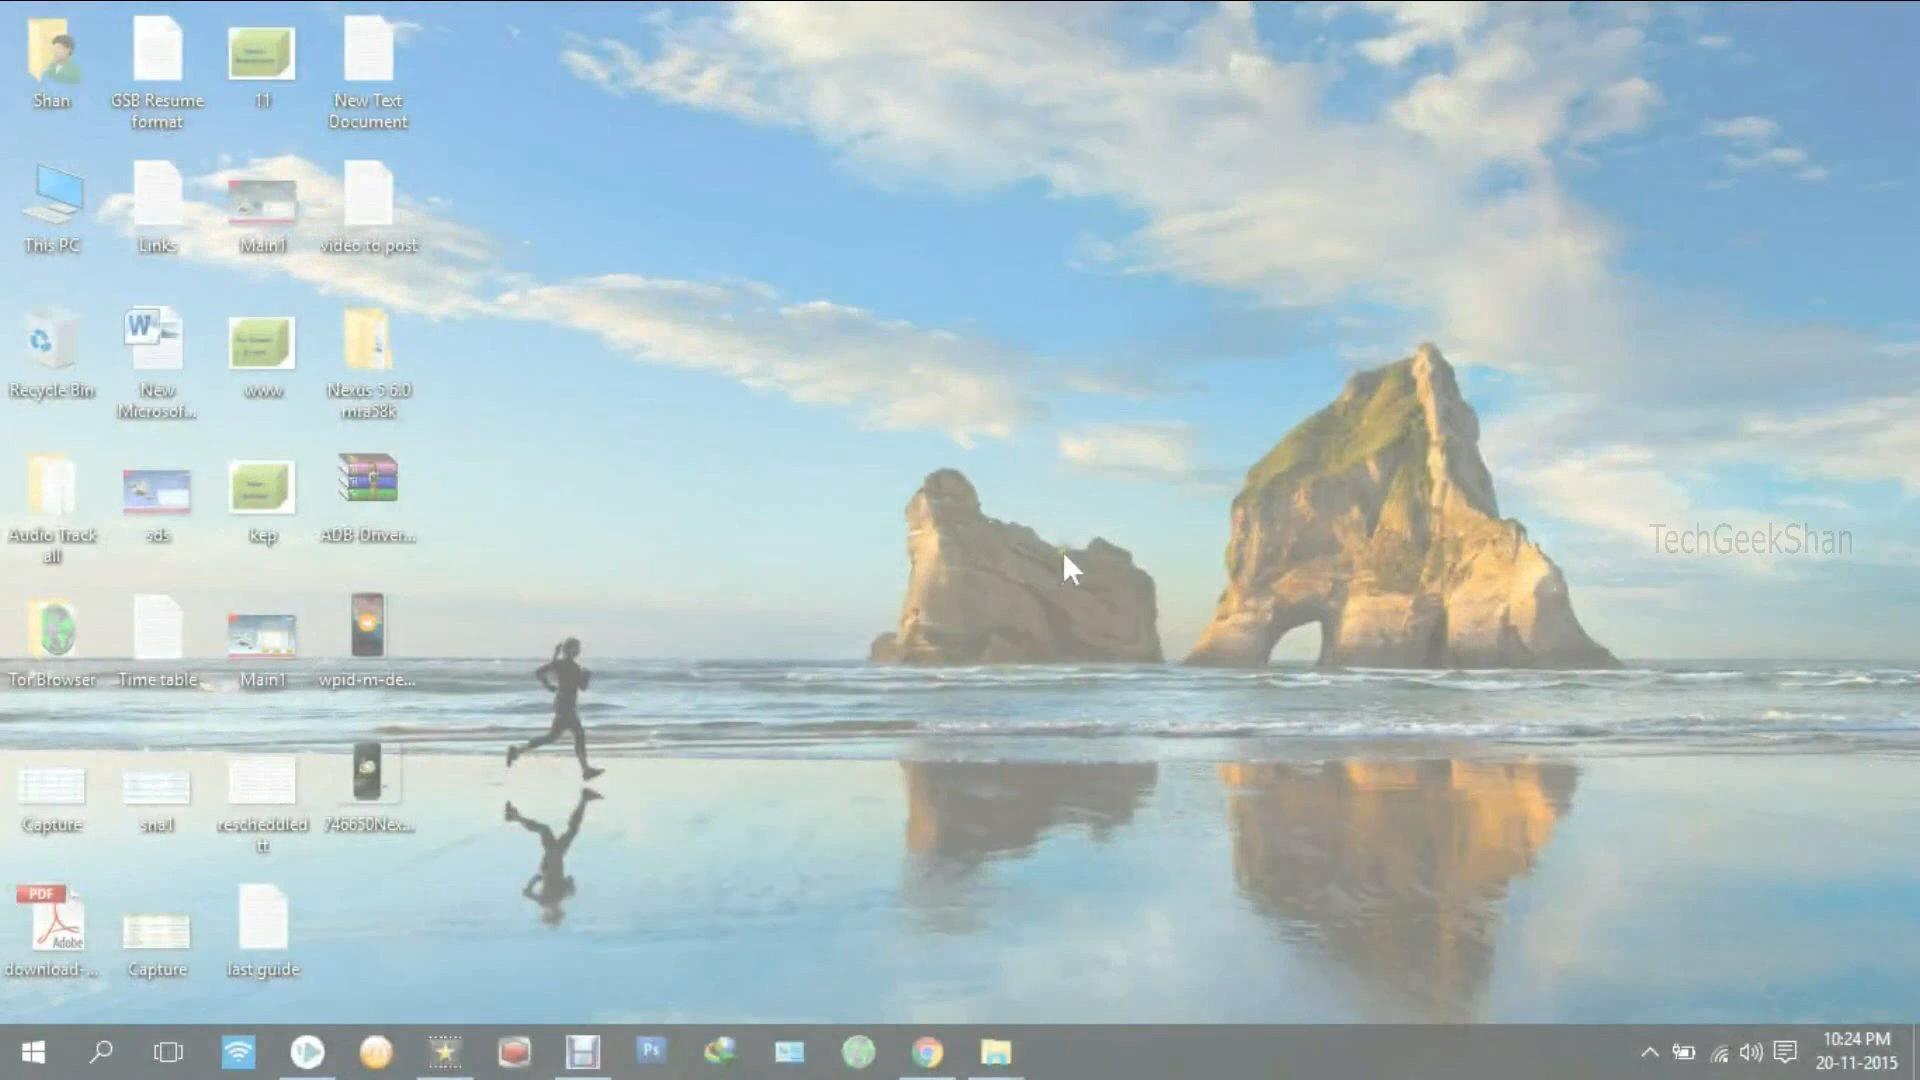 Shan
GSB Resume
format
11
New Text
Document
This PC
Links
Main1
video to post
Recycle Bin
New
Microsof...
www
Nexus 5 6.0
mra58k
Audio Track
all
sds
kep
ADB-Driver...
Tor Browser
Time table
Main1
wpid-m-de...
Capture
sna1
rescheduled
tt
746650Nex...
PDF
Adobe
download-...
Capture
last guide
TechGeekShan
Ps
10:24 PM
20-11-2015